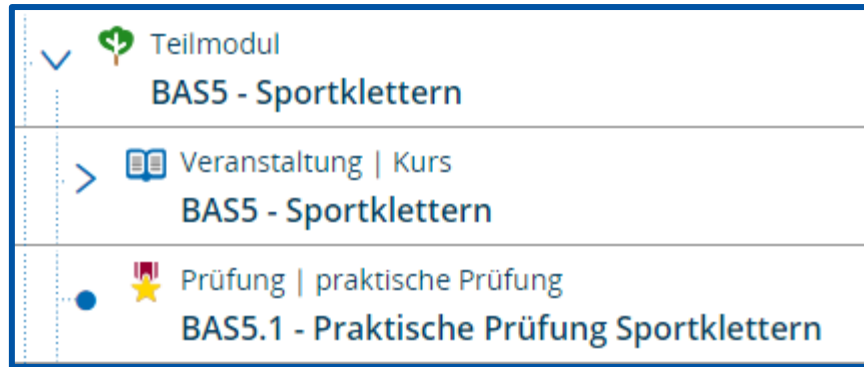 Teilmodul
BAS5 - Sportklettern
Veranstaltung | Kurs
BAS5 - Sportklettern
Prüfung | praktische Prüfung
BAS5.1 - Praktische Prüfung Sportklettern